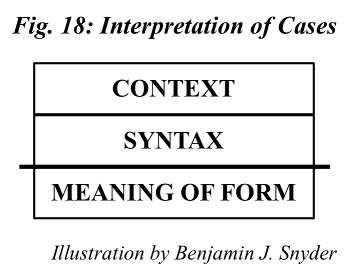 Fig. 18: Interpretation of Cases
CONTEXT
SYNTAX
MEANING OF FORM
Illustration by Benjamin J. Snyder